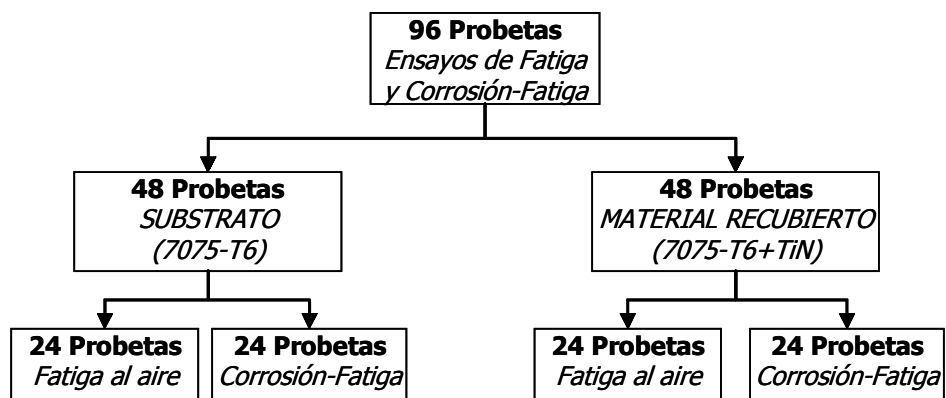 96 Probetas
Ensayos de Fatiga
y Corrosión-Fatiga
48 Probetas
SUBSTRATO
(7075-T6)
48 Probetas
MATERIAL RECUBIERTO
(7075-T6+TiN)
24 Probetas
Fatiga al aire
24 Probetas
Corrosión-Fatiga
24 Probetas
Fatiga al aire
24 Probetas
Corrosión-Fatiga